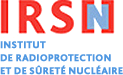 IRSN
INSTITUT
DE RADIOPROTECTION
ET DE SÛRETÉ NUCLÉAIRE